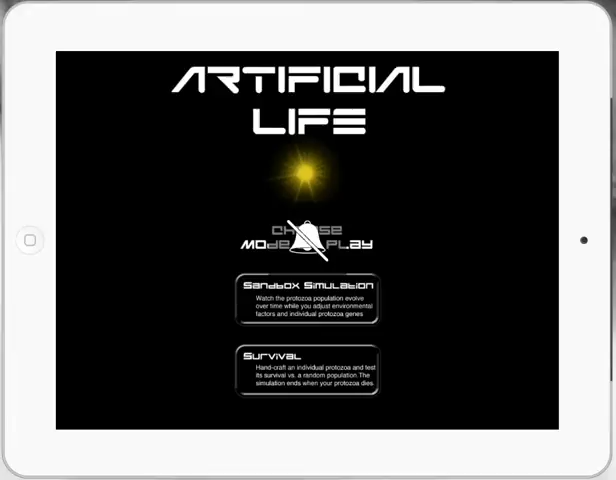 ARTIFICIAL
LIFE
MODE PLAY
Sandbox Simulation
Watch the protozoa population evolve
over time while you adjust environmental
factors and individual protozoa genes
Survival
Hand-craft an individual protozoa and test
its survival vs. a random population. The
simulation ends when your protozoa dies.